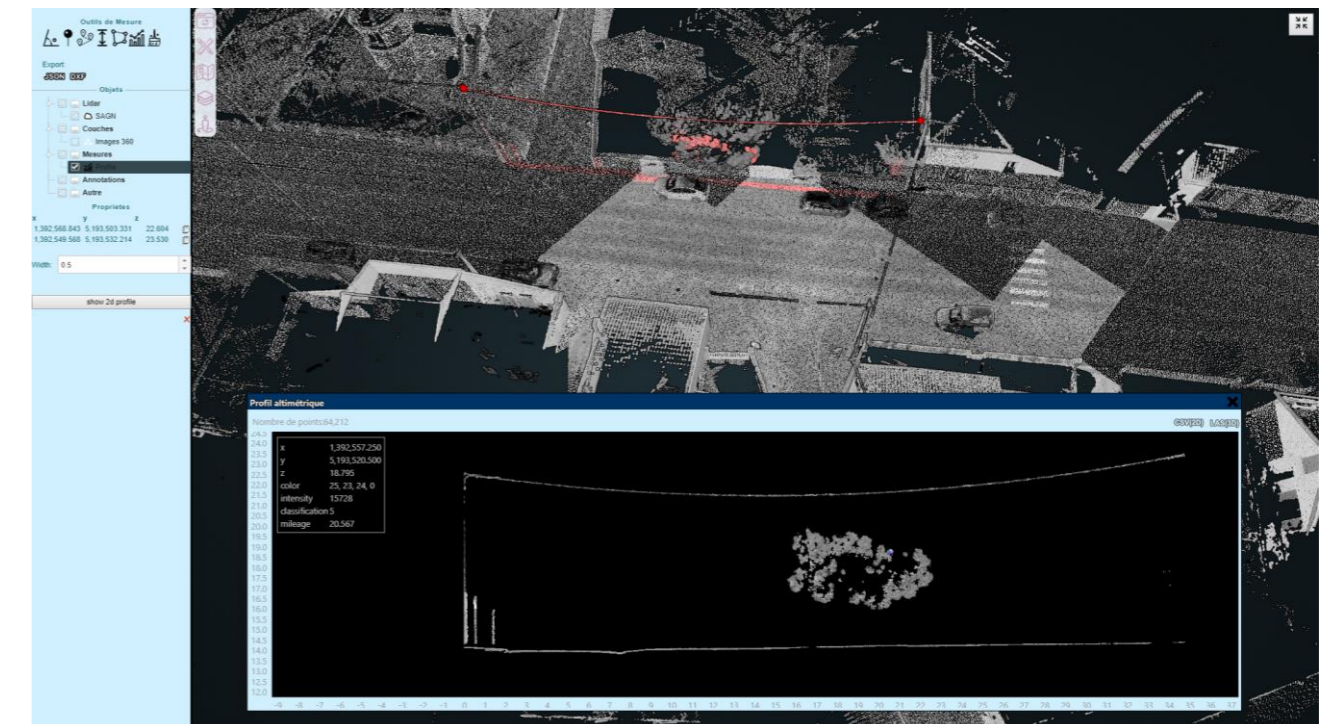 Outils de Mesure
Export
JSON DXF
Objets
Lidar
SAGN
Couches
Images 360
Mesures
Annotations
Autre
Proprietes
x y z
1,392,568.843 5,193,503.331 22.604
1,392,549.568 5,193,532.214 23.530
Width: 0.5
show 2d profile
Profil altimétrique
Nombre de points:64,212
CSV(2D) LAS(3D)
24.5
24.0
23.5
23.0
22.5
22.0
21.5
21.0
20.5
20.0
19.5
19.0
18.5
18.0
17.5
17.0
16.5
16.0
15.5
15.0
14.5
14.0
13.5
13.0
12.5
12.0
x 1,392,557.250
y 5,193,520.500
z 18.795
color 25, 23, 24, 0
intensity 15728
classification 5
mileage 20.567
-9 -8 -7 -6 -5 -4 -3 -2 -1 0 1 2 3 4 5 6 7 8 9 10 11 12 13 14 15 16 17 18 19 20 21 22 23 24 25 26 27 28 29 30 31 32 33 34 35 36 37